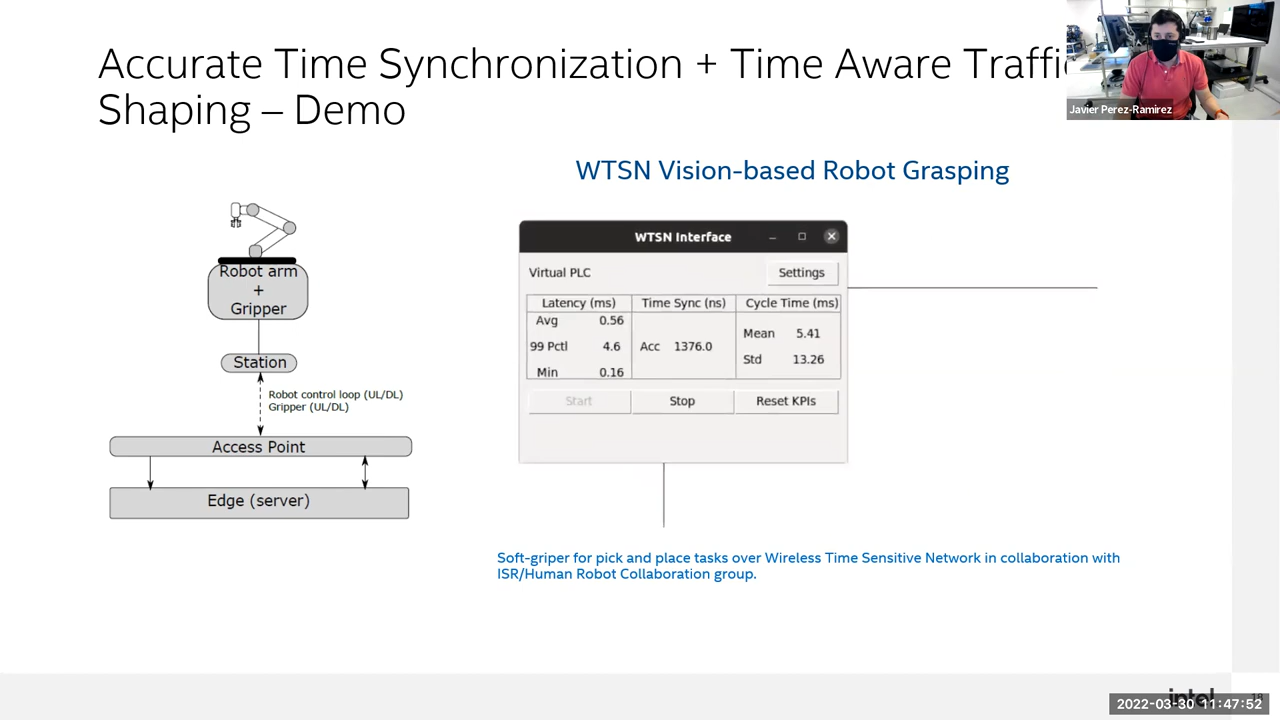 Accurate Time Synchronization + Time Aware Traffic
Shaping – Demo
Javier Perez-Ramirez
WTSN Vision-based Robot Grasping
Robot arm
+
Gripper
Station
Robot control loop (UL/DL)
Gripper (UL/DL)
Access Point
Edge (server)
WTSN Interface
Virtual PLC
Settings
Latency (ms) Time Sync (ns) Cycle Time (ms)
Avg 0.56
99 Pctl 4.6
Min 0.16
Acc 1376.0
Mean 5.41
Std 13.26
Start Stop Reset KPIs
Soft-griper for pick and place tasks over Wireless Time Sensitive Network in collaboration with
ISR/Human Robot Collaboration group.
intel
2022-03-30 11:47:52